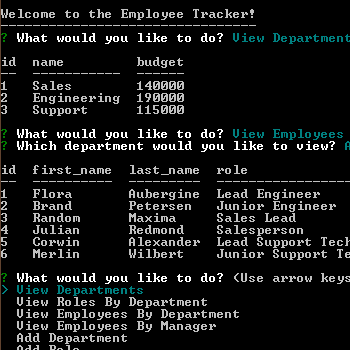 Welcome to the Employee Tracker!
--------------------------------
? What would you like to do? View Department
id  name         budget
--  -----------  ------
1   Sales        140000
2   Engineering  190000
3   Support      115000
? What would you like to do? View Employees
? Which department would you like to view? A
id  first_name  last_name  role
--  ----------  ---------  --------------------
1   Flora       Aubergine  Lead Engineer
2   Brand       Petersen   Junior Engineer
3   Random      Maxima     Sales Lead
4   Julian      Redmond    Salesperson
5   Corwin      Alexander  Lead Support Tech
6   Merlin      Wilbert    Junior Support Te
? What would you like to do? (Use arrow keys
> View Departments
View Roles By Department
View Employees By Department
View Employees By Manager
Add Department
Add Role